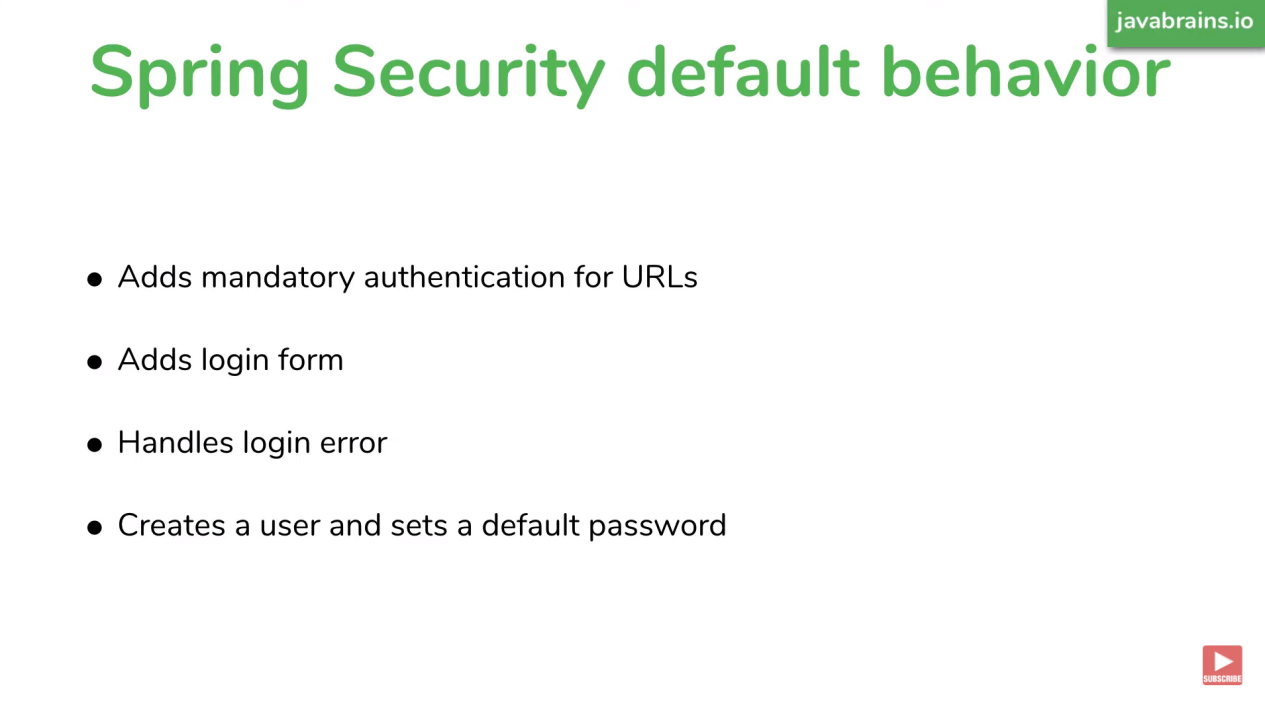 javabrains.io
Spring Security default behavior
● Adds mandatory authentication for URLs
● Adds login form
● Handles login error
● Creates a user and sets a default password
SUBSCRIBE